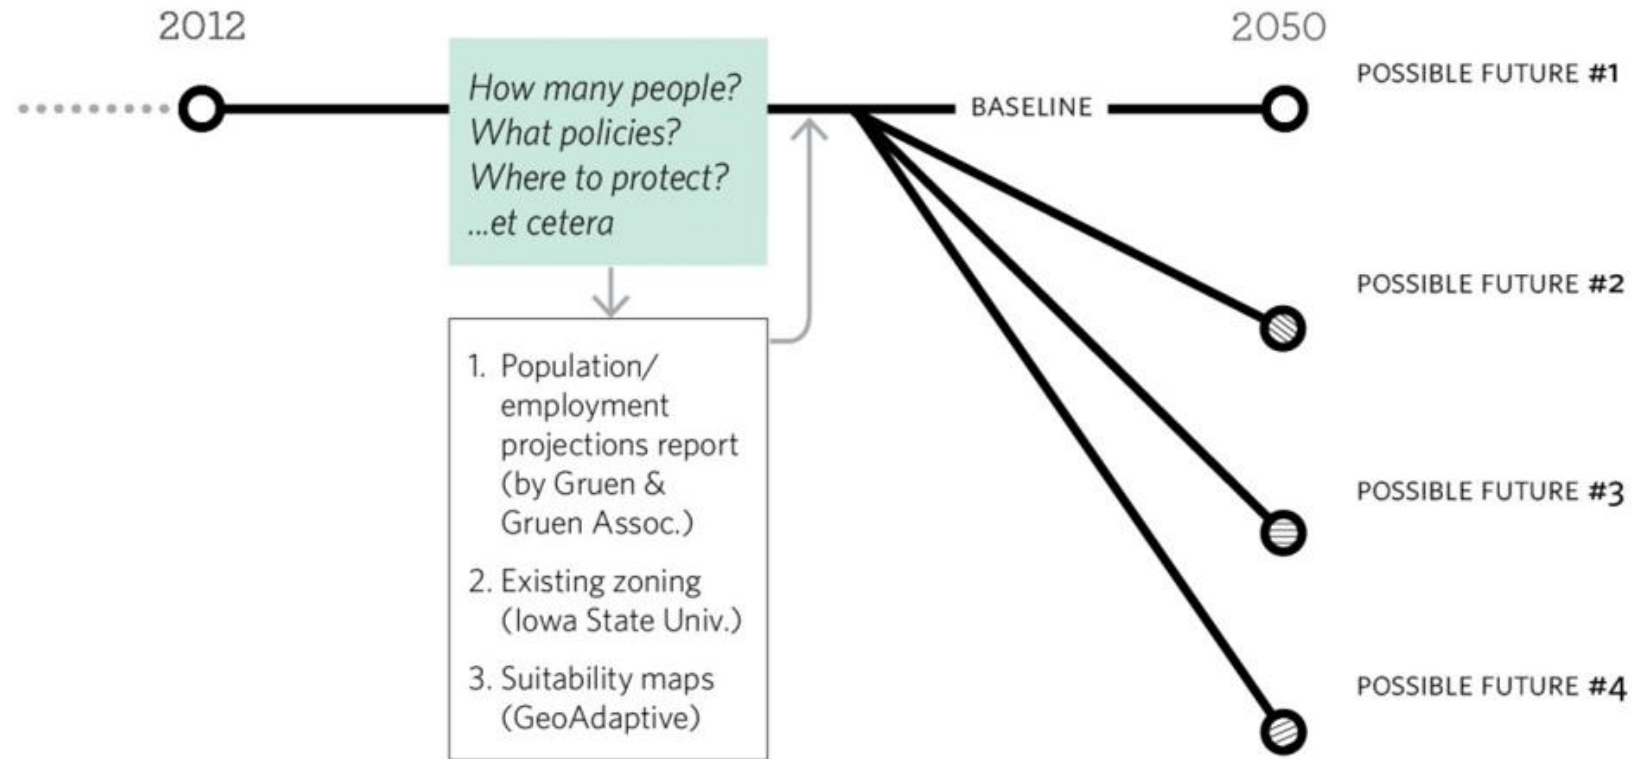 2012
2050
How many people?
What policies?
Where to protect?
...et cetera
BASELINE
POSSIBLE FUTURE #1
POSSIBLE FUTURE #2
POSSIBLE FUTURE #3
POSSIBLE FUTURE #4
1. Population/
employment
projections report
(by Gruen &
Gruen Assoc.)
2. Existing zoning
(Iowa State Univ.)
3. Suitability maps
(GeoAdaptive)